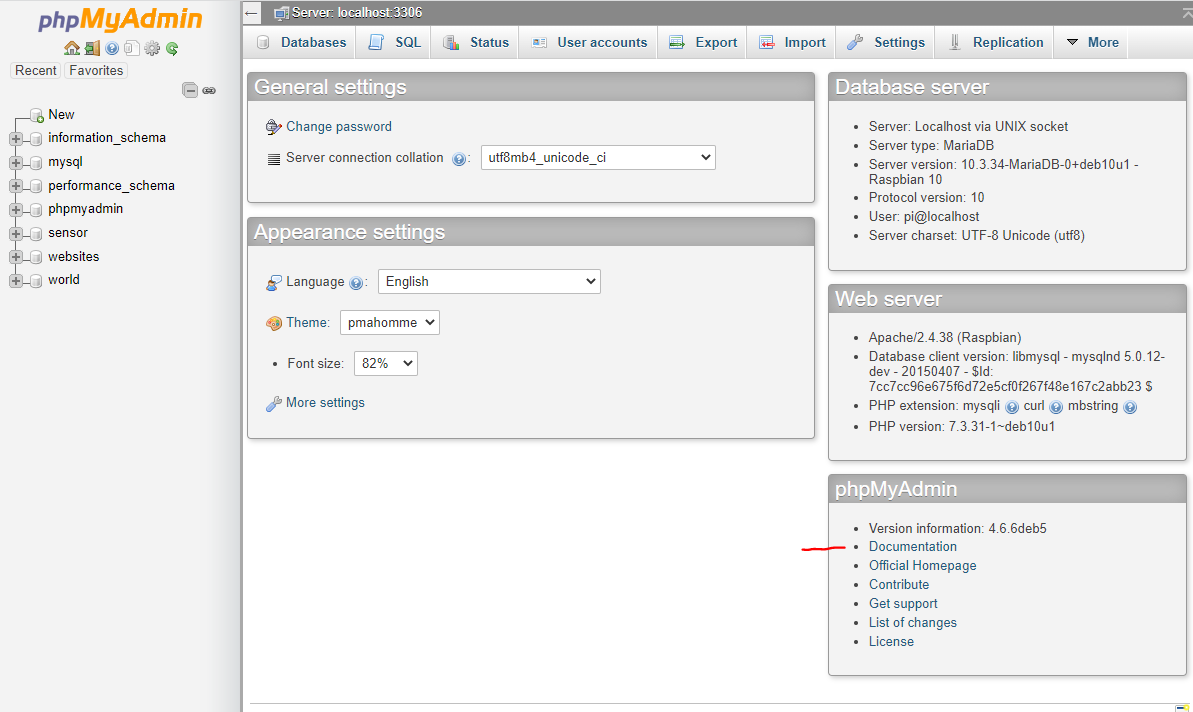 phpMyAdmin
Recent Favorites
New
information_schema
mysql
performance_schema
phpmyadmin
sensor
websites
world
Server: localhost:3306
Databases SQL Status User accounts Export Import Settings Replication More
General settings
Change password
Server connection collation : utf8mb4_unicode_ci
Appearance settings
Language : English
Theme: pmahomme
Font size: 82%
More settings
Database server
Server: Localhost via UNIX socket
Server type: MariaDB
Server version: 10.3.34-MariaDB-0+deb10u1 -
Raspbian 10
Protocol version: 10
User: pi@localhost
Server charset: UTF-8 Unicode (utf8)
Web server
Apache/2.4.38 (Raspbian)
Database client version: libmysql - mysqlnd 5.0.12-
dev - 20150407 - $Id:
7cc7cc96e675f6d72e5cf0f267f48e167c2abb23 $
PHP extension: mysqli curl mbstring
PHP version: 7.3.31-1~deb10u1
phpMyAdmin
Version information: 4.6.6deb5
Documentation
Official Homepage
Contribute
Get support
List of changes
License